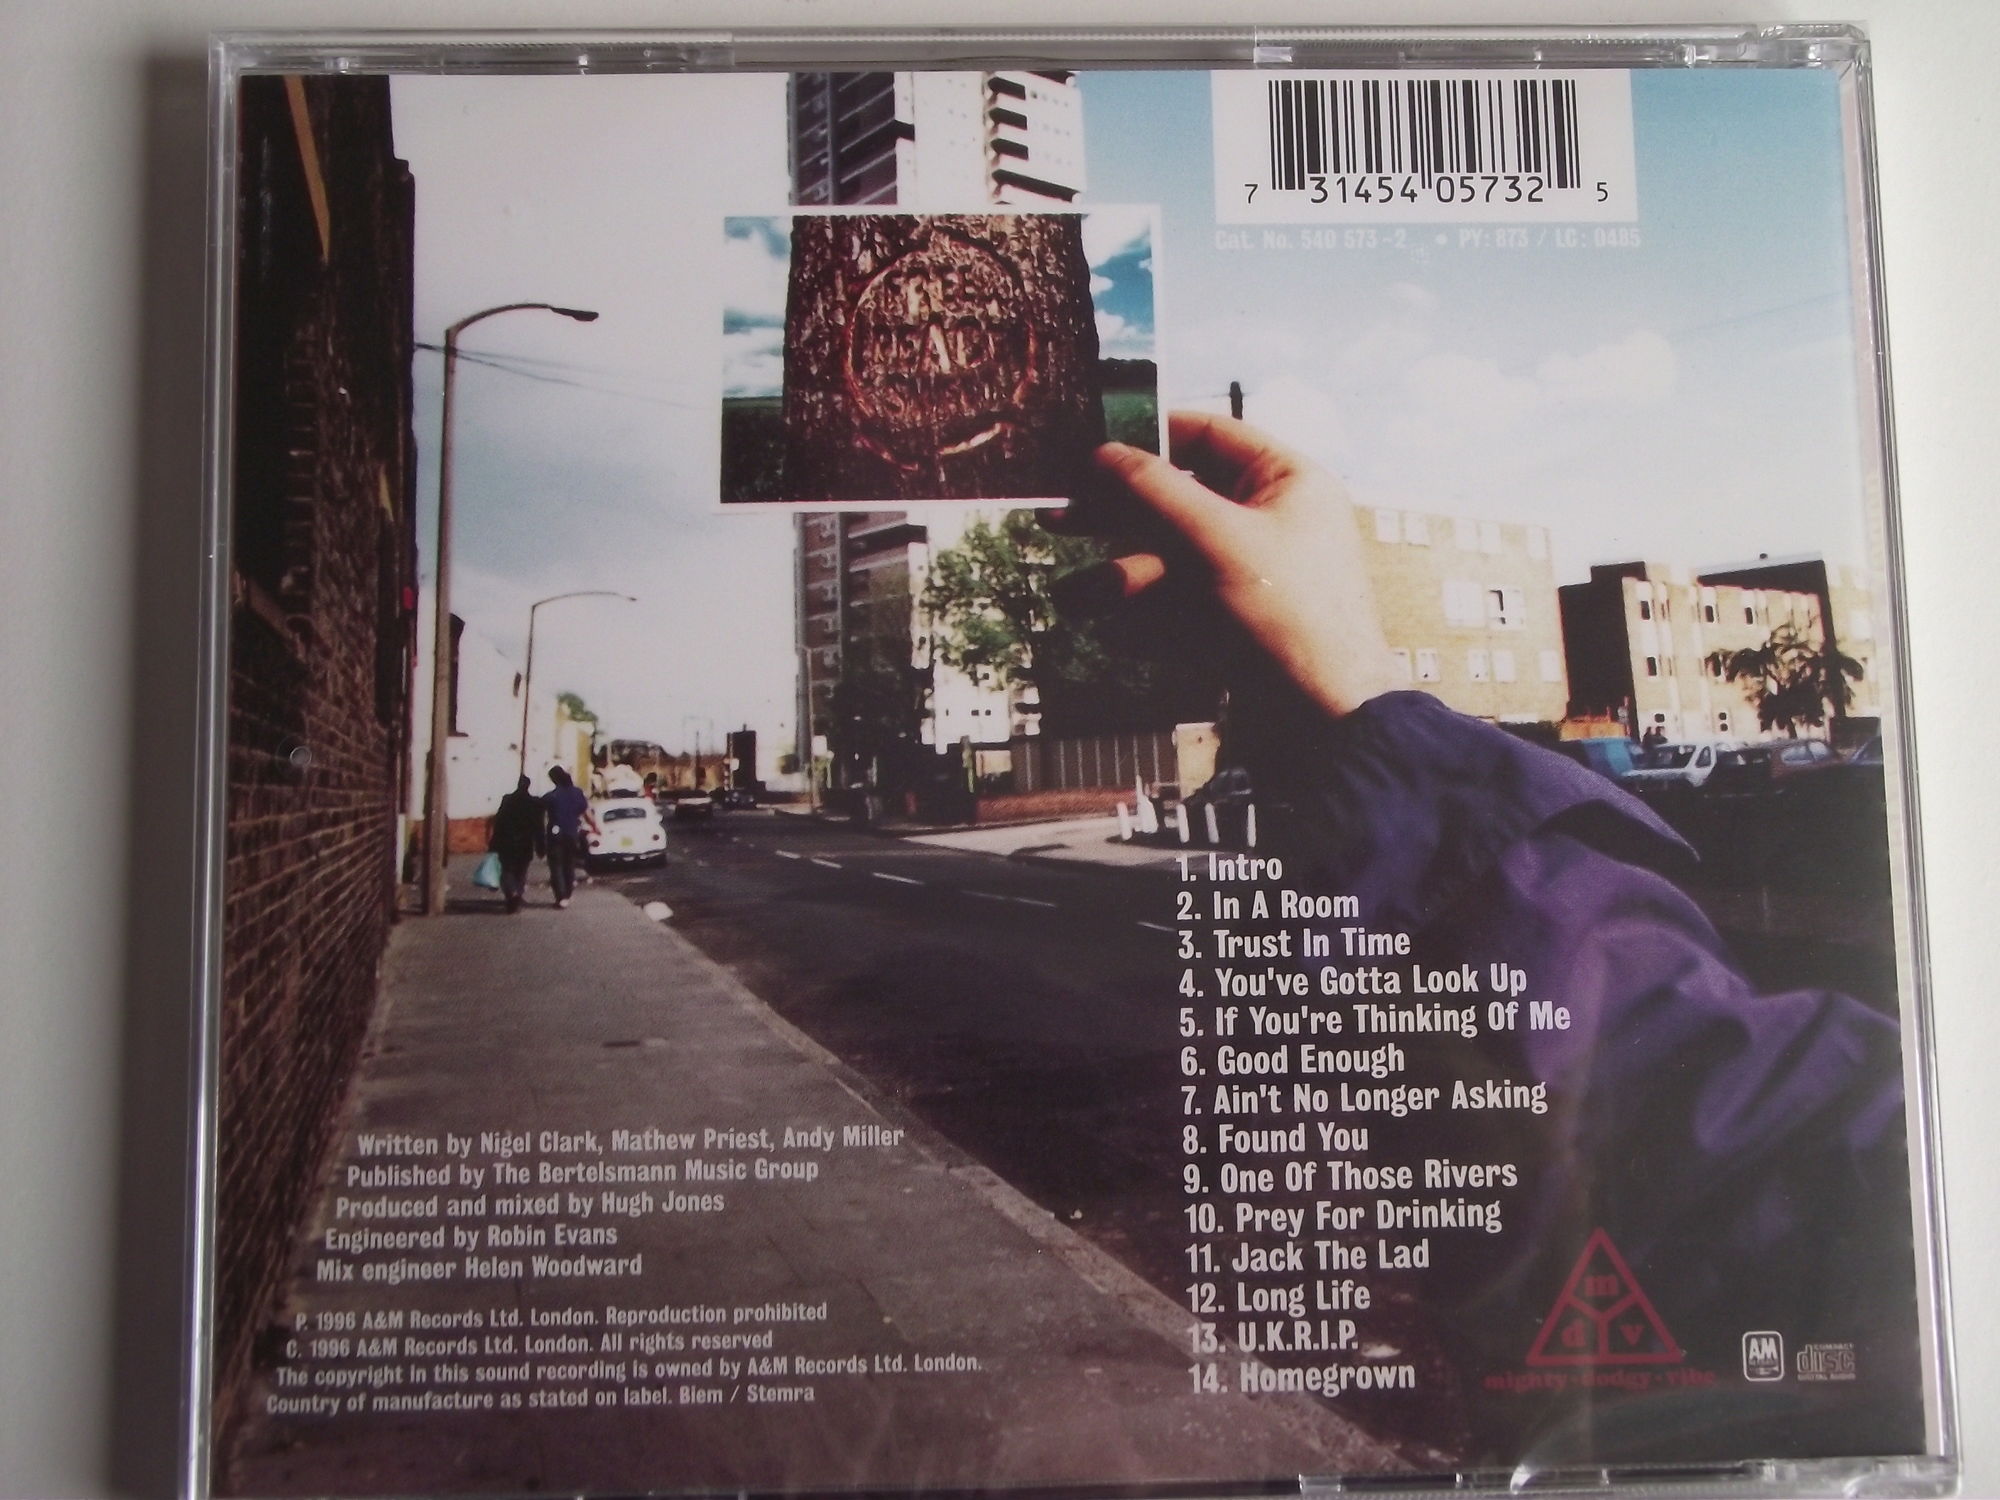 7 31454 05732 5
Cat. No. 540 573-2 • PY: 873 / LC: 0485
FREE
PEACE
1. Intro
2. In A Room
3. Trust In Time
4. You've Gotta Look Up
5. If You're Thinking Of Me
6. Good Enough
7. Ain't No Longer Asking
8. Found You
9. One Of Those Rivers
10. Prey For Drinking
11. Jack The Lad
12. Long Life
13. U.K.R.I.P.
14. Homegrown
Written by Nigel Clark, Mathew Priest, Andy Miller
Published by The Bertelsmann Music Group
Produced and mixed by Hugh Jones
Engineered by Robin Evans
Mix engineer Helen Woodward
P. 1996 A&M Records Ltd. London. Reproduction prohibited
C. 1996 A&M Records Ltd. London. All rights reserved
The copyright in this sound recording is owned by A&M Records Ltd. London.
Country of manufacture as stated on label. Biem / Stemra
m
d v
mighty · dodgy · vibe
AM
COMPACT
disc
DIGITAL AUDIO